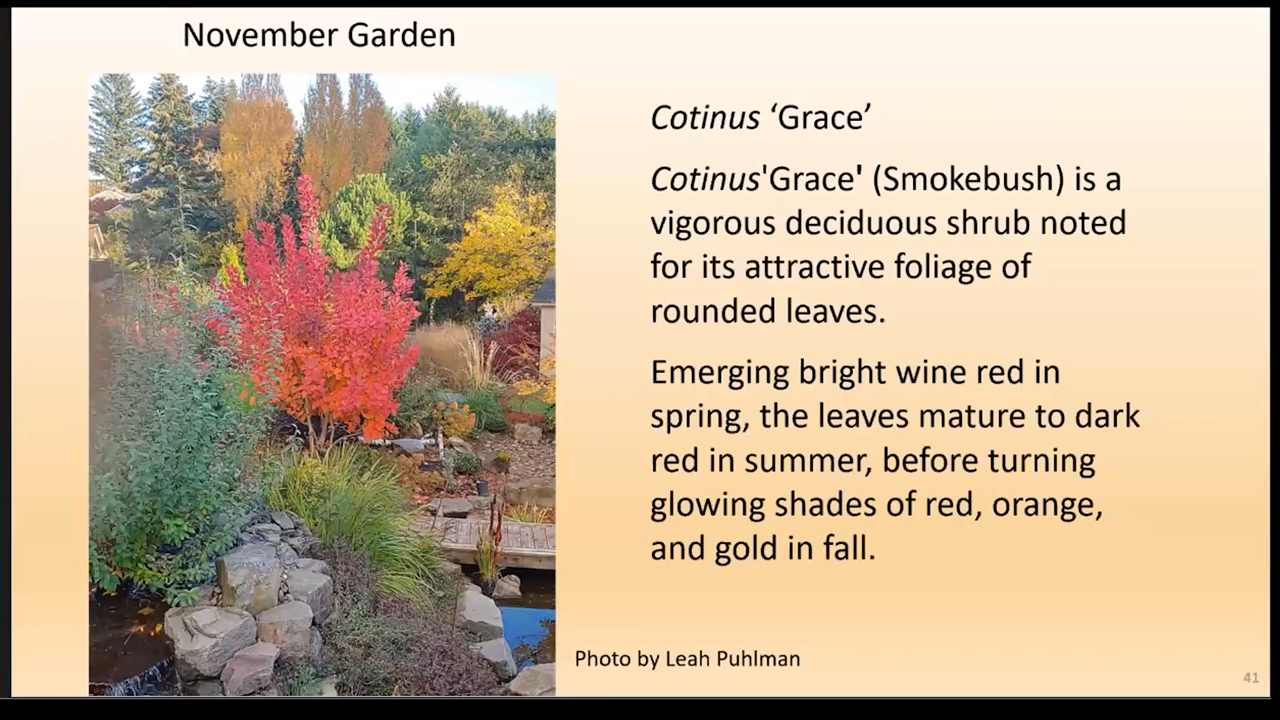 November Garden
Cotinus ‘Grace’
Cotinus'Grace' (Smokebush) is a
vigorous deciduous shrub noted
for its attractive foliage of
rounded leaves.
Emerging bright wine red in
spring, the leaves mature to dark
red in summer, before turning
glowing shades of red, orange,
and gold in fall.
Photo by Leah Puhlman
41